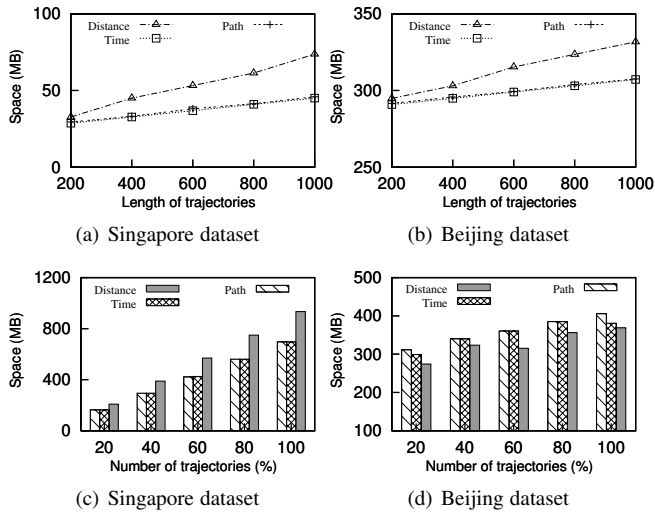 100
50
0
Space (MB)
Distance
Time
Path
200 400 600 800 1000
Length of trajectories
(a) Singapore dataset
350
300
250
Space (MB)
Distance
Time
Path
200 400 600 800 1000
Length of trajectories
(b) Beijing dataset
1200
800
400
0
Space (MB)
Distance
Time
Path
20 40 60 80 100
Number of trajectories (%)
(c) Singapore dataset
500
400
300
200
100
Space (MB)
Distance
Time
Path
20 40 60 80 100
Number of trajectories (%)
(d) Beijing dataset